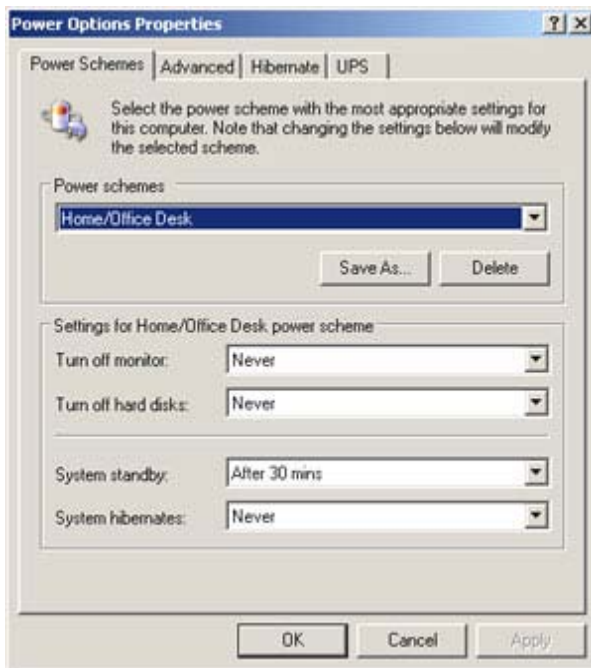 Power Options Properties
Power Schemes Advanced Hibernate UPS
Select the power scheme with the most appropriate settings for
this computer. Note that changing the settings below will modify
the selected scheme.
Power schemes
Home/Office Desk
Save As... Delete
Settings for Home/Office Desk power scheme
Turn off monitor: Never
Turn off hard disks: Never
System standby: After 30 mins
System hibernates: Never
OK Cancel Apply